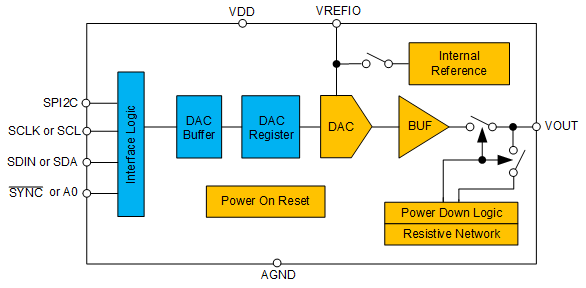 VDD
VREFIO
Internal
Reference
SPI2C
SCLK or SCL
SDIN or SDA
SYNC or A0
Interface Logic
DAC
Buffer
DAC
Register
DAC
BUF
VOUT
Power On Reset
Power Down Logic
Resistive Network
AGND